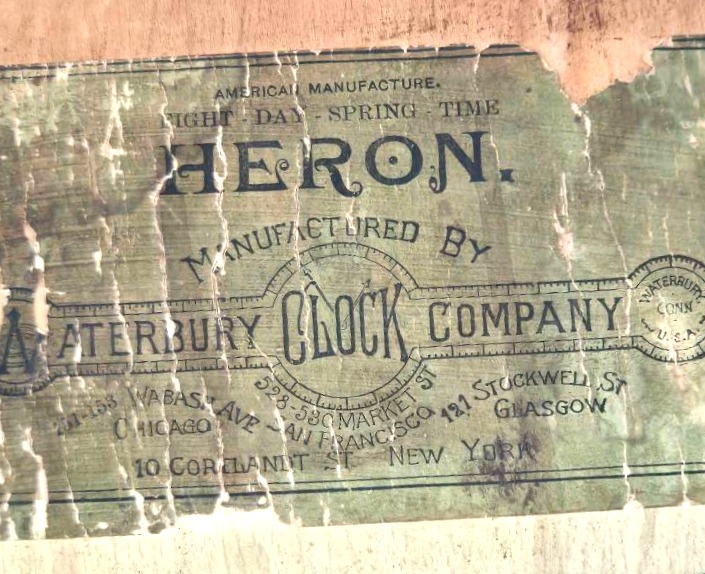 AMERICAN MANUFACTURE.
EIGHT - DAY - SPRING - TIME
HERON.
MANUFACTURED BY
WATERBURY CLOCK COMPANY
WATERBURY
CONN
U.S.A.
WABASH AVE
CHICAGO
528-530 MARKET ST
SAN FRANCISCO
121 STOCKWELL ST
GLASGOW
10 CORTLANDT ST NEW YORK